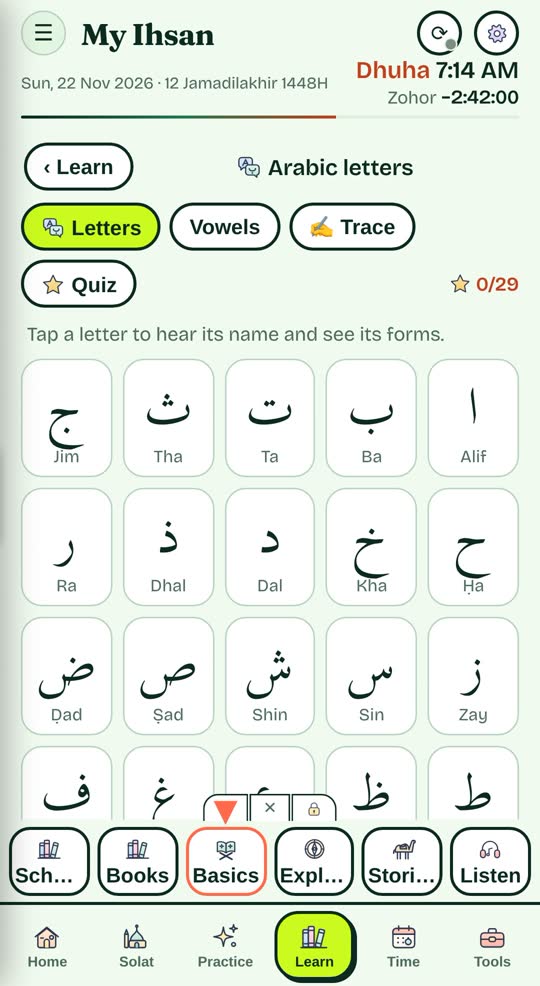 ☰ My Ihsan ⟳
Sun, 22 Nov 2026 · 12 Jamadilakhir 1448H
Dhuha 7:14 AM
Zohor −2:42:00
‹ Learn
Arabic letters
Letters Vowels Trace
Quiz
0/29
Tap a letter to hear its name and see its forms.
ا ب ت ث ج
Alif Ba Ta Tha Jim
ح خ د ذ ر
Ḥa Kha Dal Dhal Ra
ز س ش ص ض
Zay Sin Shin Ṣad Ḍad
ط ظ ع غ ف
✕
Sch… Books Basics Expl… Stori… Listen
Home Solat Practice Learn Time Tools